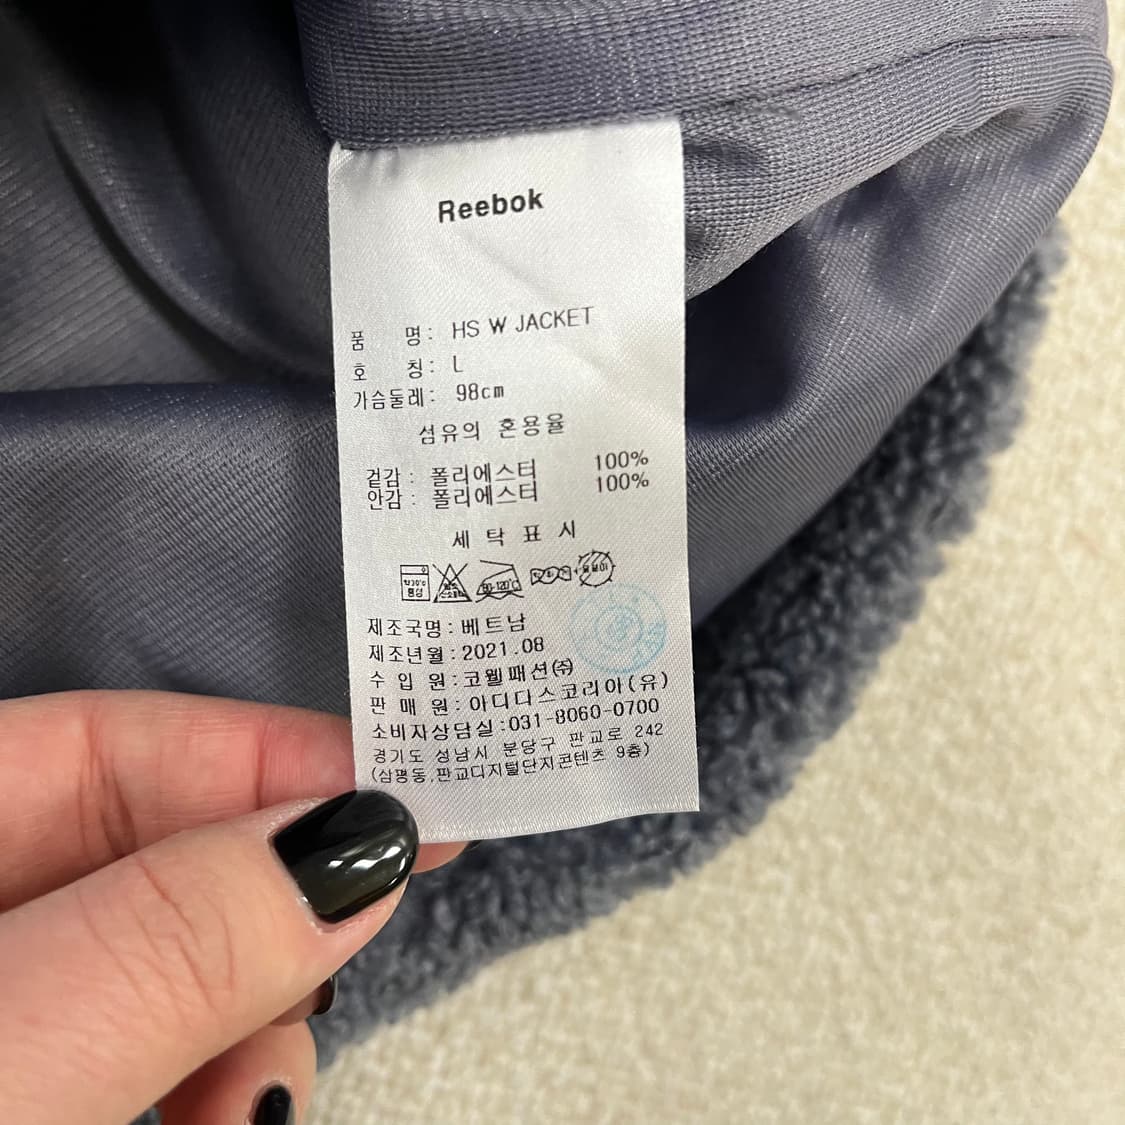 Reebok
품 명: HS W JACKET
호 칭: L
가슴둘레: 98cm
섬유의 혼용율
겉감: 폴리에스터 100%
안감: 폴리에스터 100%
세탁표시
80-120°C
제조국명:베트남
제조년월:2021.08
수 입 원:코웰패션㈜
판 매 원:아디다스코리아(유)
소비자상담실:031-8060-0700
경기도 성남시 분당구 판교로 242
(삼평동,판교디지털단지콘텐츠 9층)